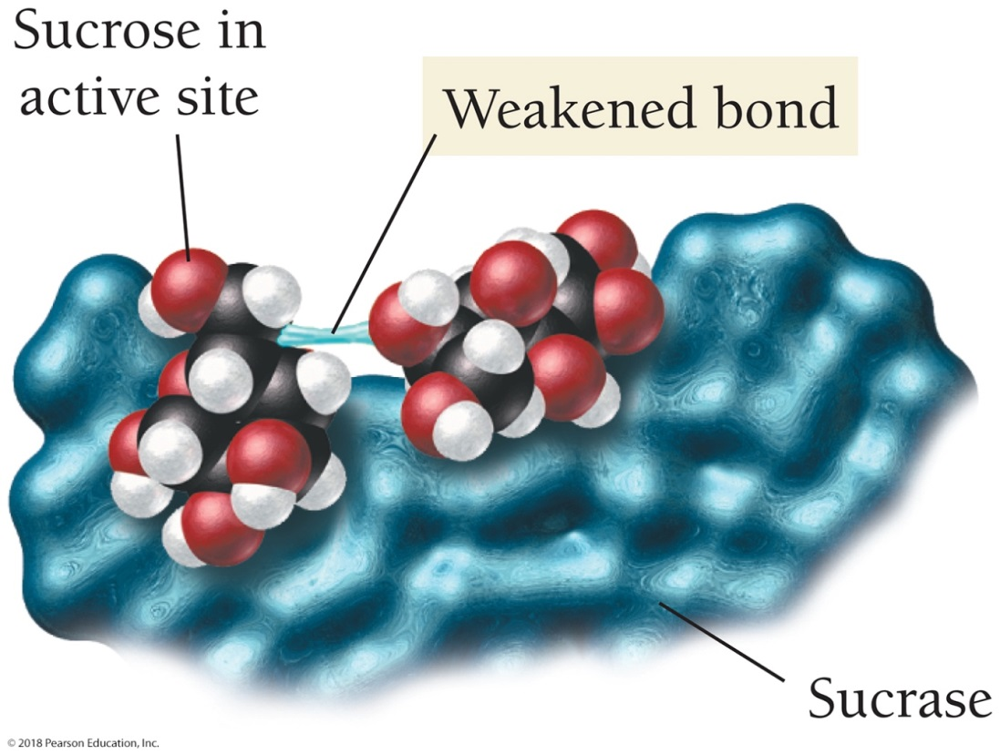 Sucrose in
active site
Weakened bond
Sucrase
© 2018 Pearson Education, Inc.